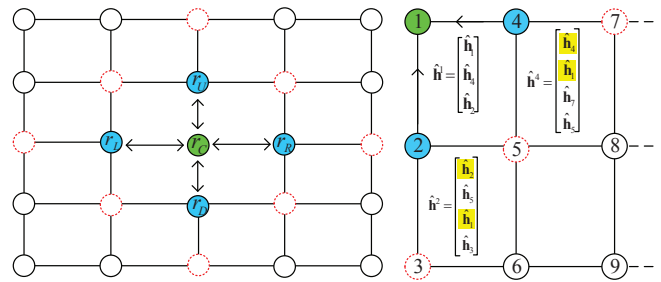 r_U
r_L r_C r_R
r_D
1 4 7
ĥ¹ = [ĥ₁ ĥ₄ ĥ₂]
ĥ⁴ = [ĥ₄ ĥ₁ ĥ₇ ĥ₅]
2 5 8
ĥ² = [ĥ₂ ĥ₅ ĥ₁ ĥ₃]
3 6 9